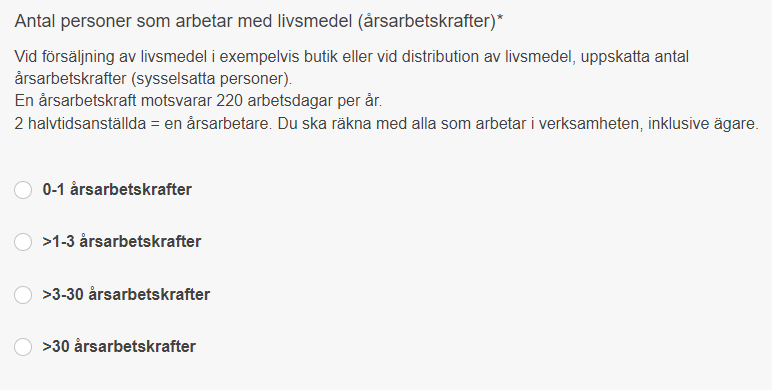 Antal personer som arbetar med livsmedel (årsarbetskrafter)*
Vid försäljning av livsmedel i exempelvis butik eller vid distribution av livsmedel, uppskatta antal
årsarbetskrafter (sysselsatta personer).
En årsarbetskraft motsvarar 220 arbetsdagar per år.
2 halvtidsanställda = en årsarbetare. Du ska räkna med alla som arbetar i verksamheten, inklusive ägare.
0-1 årsarbetskrafter
>1-3 årsarbetskrafter
>3-30 årsarbetskrafter
>30 årsarbetskrafter